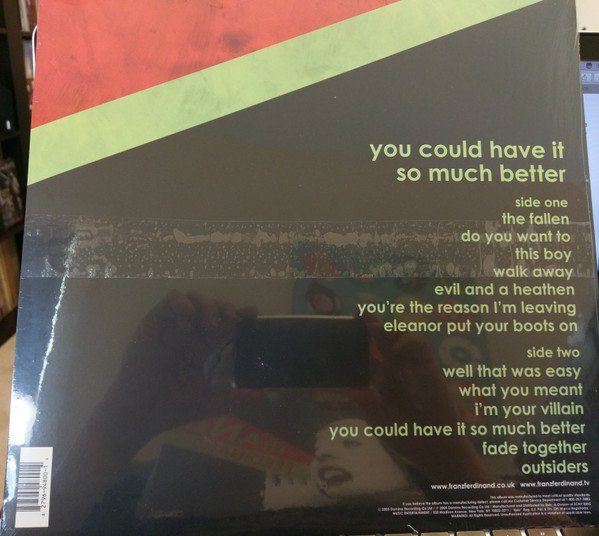 you could have it
so much better
side one
the fallen
do you want to
this boy
walk away
evil and a heathen
you're the reason I'm leaving
eleanor put your boots on
side two
well that was easy
what you meant
i'm your villain
you could have it so much better
fade together
outsiders
www.franzferdinand.co.uk www.franzferdinand.tv